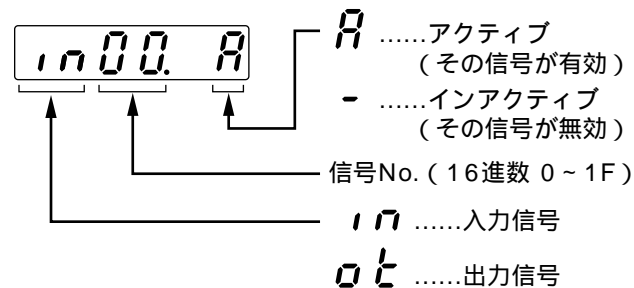 in00. A
A ......アクティブ
(その信号が有効)
- ......インアクティブ
(その信号が無効)
信号No.(16進数 0~1F)
in ......入力信号
ot ......出力信号